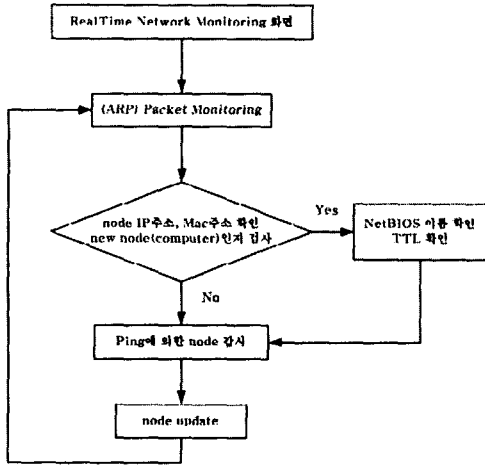 RealTime Network Monitoring 화면
(ARP) Packet Monitoring
node IP주소, Mac주소 확인
new node(computer)인지 검사
Yes
NetBIOS 이름 확인
TTL 확인
No
Ping에 의한 node 감시
node update